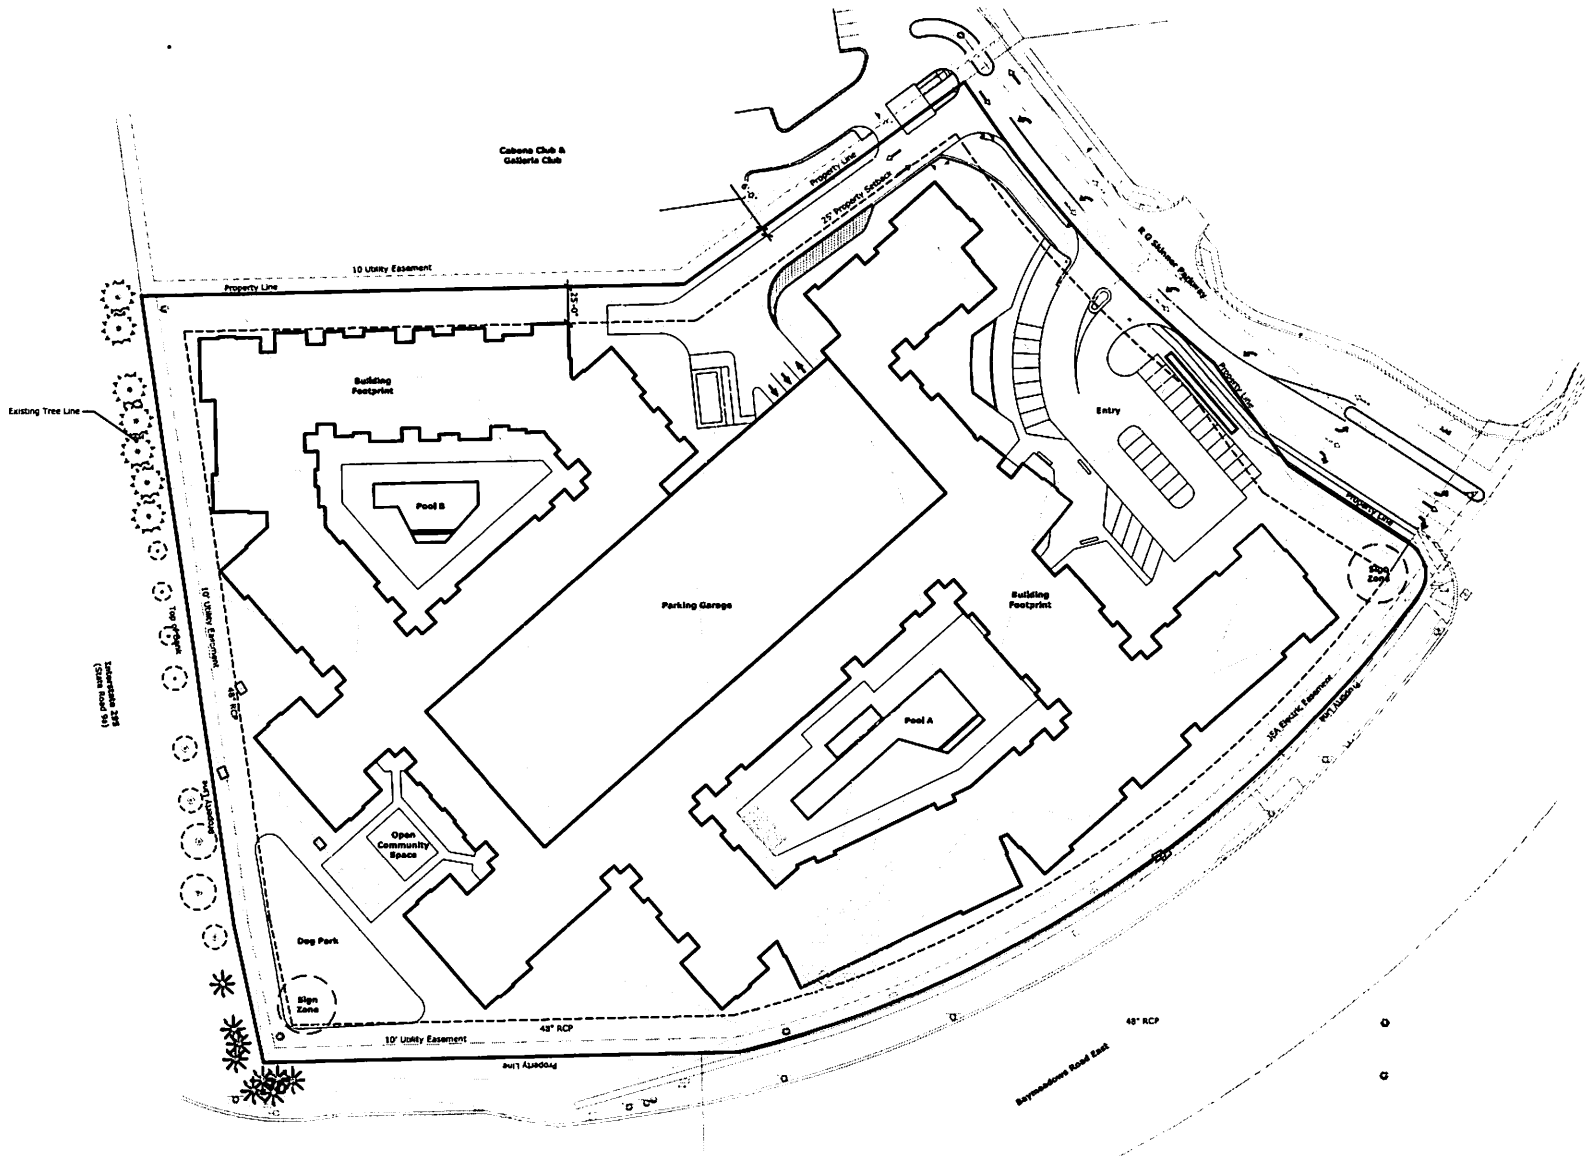 Cabana Club &
Galleria Club
Property Line
25' Property Setback
10 Utility Easement
Property Line
25'-0"
R G Skinner Parkway
Building
Footprint
Existing Tree Line
Entry
Property Line
Pool B
Property Line
Sign
Zone
Parking Garage
Building
Footprint
10' Utility Easement
Top of Bank
Interstate 295
(State Road 9a)
48" RCP
Pool A
JEA Electric Easement
Property Line
Property Line
Open
Community
Space
Dog Park
Sign
Zone
48" RCP
10' Utility Easement
Property Line
48" RCP
Baymeadows Road East